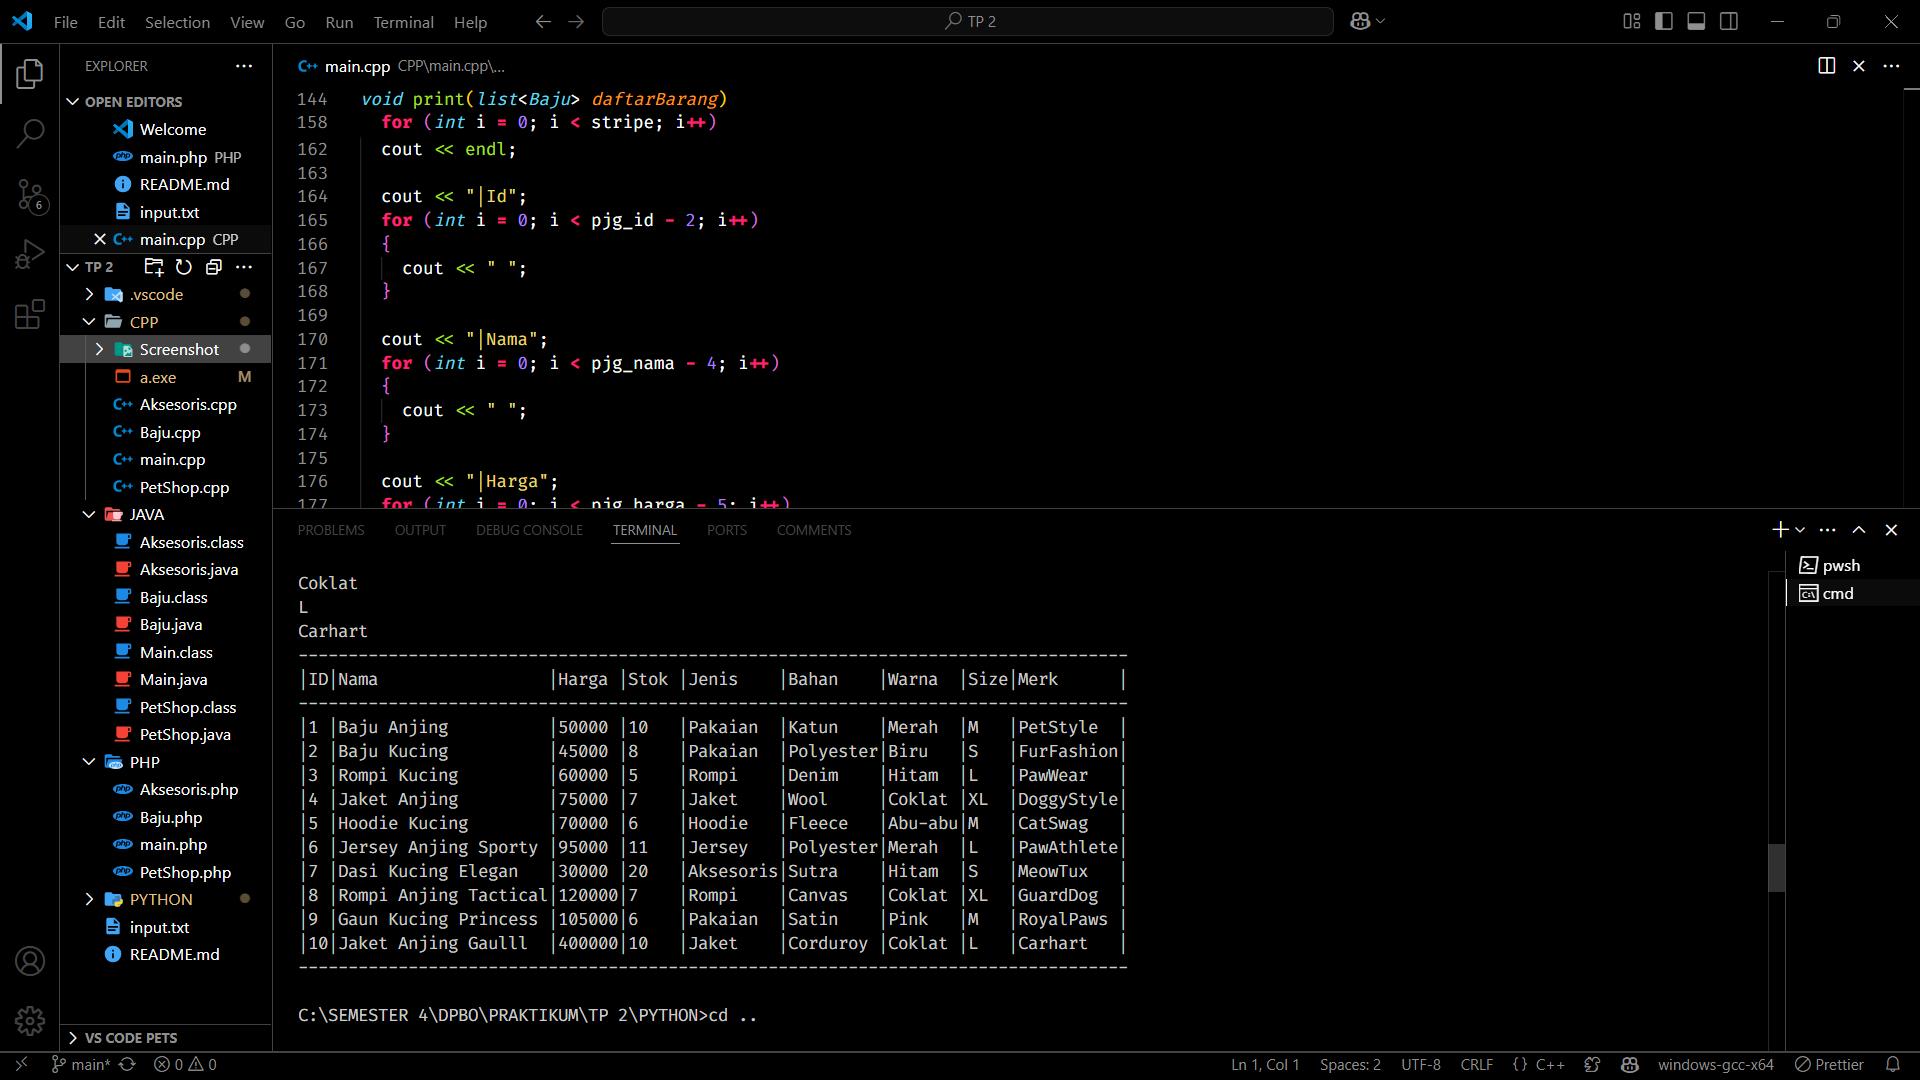 File Edit Selection View Go Run Terminal Help
TP 2
EXPLORER
OPEN EDITORS
Welcome
main.php PHP
README.md
input.txt
main.cpp CPP
6
TP 2
.vscode
CPP
Screenshot
a.exe M
Aksesoris.cpp
Baju.cpp
main.cpp
PetShop.cpp
JAVA
Aksesoris.class
Aksesoris.java
Baju.class
Baju.java
Main.class
Main.java
PetShop.class
PetShop.java
PHP
Aksesoris.php
Baju.php
main.php
PetShop.php
PYTHON
input.txt
README.md
VS CODE PETS
main.cpp CPP\main.cpp\...
144 void print(list<Baju> daftarBarang)
158 for (int i = 0; i < stripe; i++)
162 cout << endl;
163
164 cout << "|Id";
165 for (int i = 0; i < pjg_id - 2; i++)
166 {
167 cout << " ";
168 }
169
170 cout << "|Nama";
171 for (int i = 0; i < pjg_nama - 4; i++)
172 {
173 cout << " ";
174 }
175
176 cout << "|Harga";
177 for (int i = 0; i < pjg_harga - 5; i++)
PROBLEMS OUTPUT DEBUG CONSOLE TERMINAL PORTS COMMENTS
pwsh
cmd
Coklat
L
Carhart
-----------------------------------------------------------------------------------
|ID|Nama                 |Harga |Stok |Jenis    |Bahan    |Warna  |Size|Merk      |
-----------------------------------------------------------------------------------
|1 |Baju Anjing          |50000 |10   |Pakaian  |Katun    |Merah  |M   |PetStyle  |
|2 |Baju Kucing          |45000 |8    |Pakaian  |Polyester|Biru   |S   |FurFashion|
|3 |Rompi Kucing         |60000 |5    |Rompi    |Denim    |Hitam  |L   |PawWear   |
|4 |Jaket Anjing         |75000 |7    |Jaket    |Wool     |Coklat |XL  |DoggyStyle|
|5 |Hoodie Kucing        |70000 |6    |Hoodie   |Fleece   |Abu-abu|M   |CatSwag   |
|6 |Jersey Anjing Sporty |95000 |11   |Jersey   |Polyester|Merah  |L   |PawAthlete|
|7 |Dasi Kucing Elegan   |30000 |20   |Aksesoris|Sutra    |Hitam  |S   |MeowTux   |
|8 |Rompi Anjing Tactical|120000|7    |Rompi    |Canvas   |Coklat |XL  |GuardDog  |
|9 |Gaun Kucing Princess |105000|6    |Pakaian  |Satin    |Pink   |M   |RoyalPaws |
|10|Jaket Anjing Gaulll  |400000|10   |Jaket    |Corduroy |Coklat |L   |Carhart   |
-----------------------------------------------------------------------------------
C:\SEMESTER 4\DPBO\PRAKTIKUM\TP 2\PYTHON>cd ..
main* 0 0 Ln 1, Col 1 Spaces: 2 UTF-8 CRLF {} C++ windows-gcc-x64 Prettier